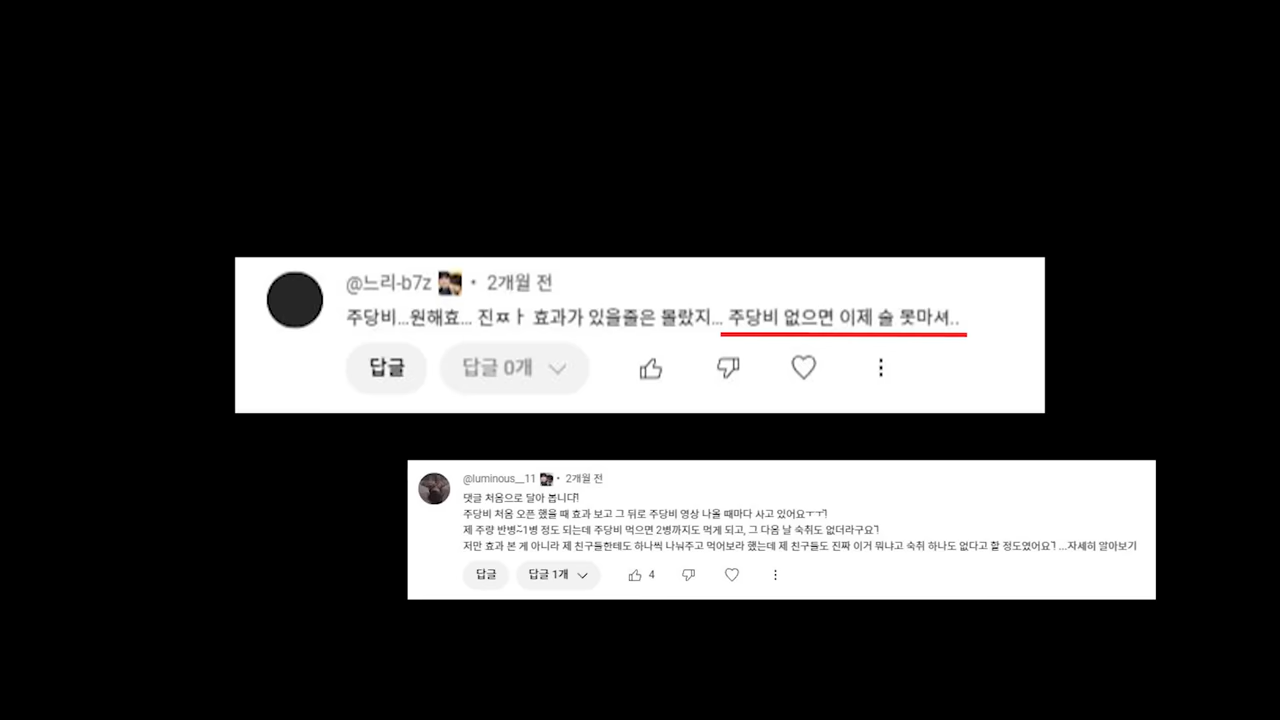 @느리-b7z · 2개월 전
주당비...원해효... 진ㅉㅏ 효과가 있을줄은 몰랐지... 주당비 없으면 이제 술 못마셔..
답글 답글 0개
@luminous__11 · 2개월 전
댓글 처음으로 달아 봅니다!
주당비 처음 오픈 했을 때 효과 보고 그 뒤로 주당비 영상 나올 때마다 사고 있어요ㅜㅜ
제 주량 반병~1병 정도 되는데 주당비 먹으면 2병까지도 먹게 되고, 그 다음 날 숙취도 없더라구요
저만 효과 본 게 아니라 제 친구들한테도 하나씩 나눠주고 먹어보라 했는데 제 친구들도 진짜 이거 뭐냐고 숙취 하나도 없다고 할 정도였어요 ...자세히 알아보기
답글 답글 1개 4